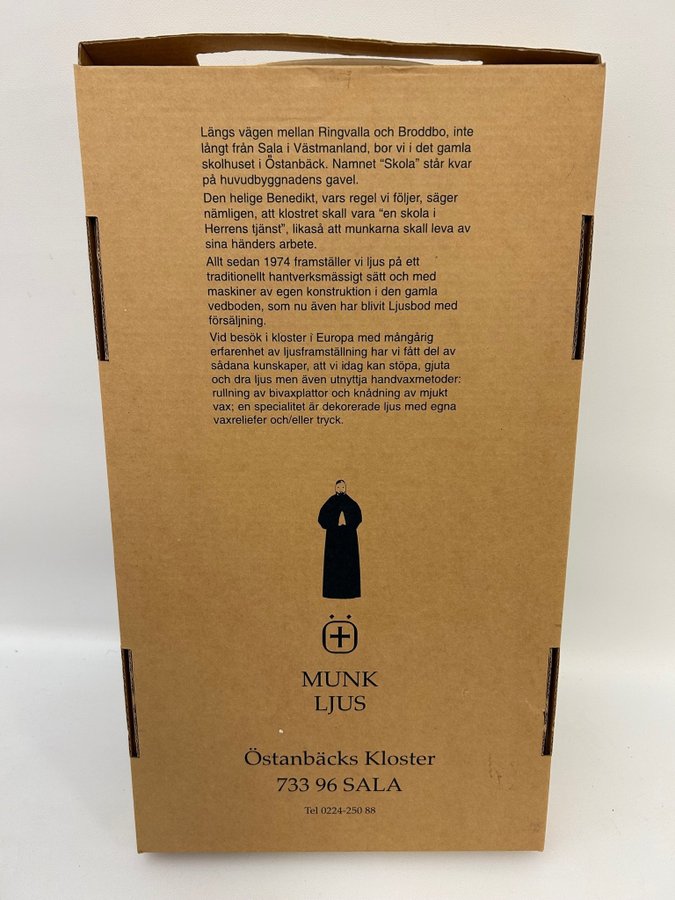 Längs vägen mellan Ringvalla och Broddbo, inte
långt från Sala i Västmanland, bor vi i det gamla
skolhuset i Östanbäck. Namnet “Skola” står kvar
på huvudbyggnadens gavel.
Den helige Benedikt, vars regel vi följer, säger
nämligen, att klostret skall vara “en skola i
Herrens tjänst”, likaså att munkarna skall leva av
sina händers arbete.
Allt sedan 1974 framställer vi ljus på ett
traditionellt hantverksmässigt sätt och med
maskiner av egen konstruktion i den gamla
vedboden, som nu även har blivit Ljusbod med
försäljning.
Vid besök i kloster i Europa med mångårig
erfarenhet av ljusframställning har vi fått del av
sådana kunskaper, att vi idag kan stöpa, gjuta
och dra ljus men även utnyttja handvaxmetoder:
rullning av bivaxplattor och knådning av mjukt
vax; en specialitet är dekorerade ljus med egna
vaxreliefer och/eller tryck.
MUNK
LJUS
Östanbäcks Kloster
733 96 SALA
Tel 0224-250 88